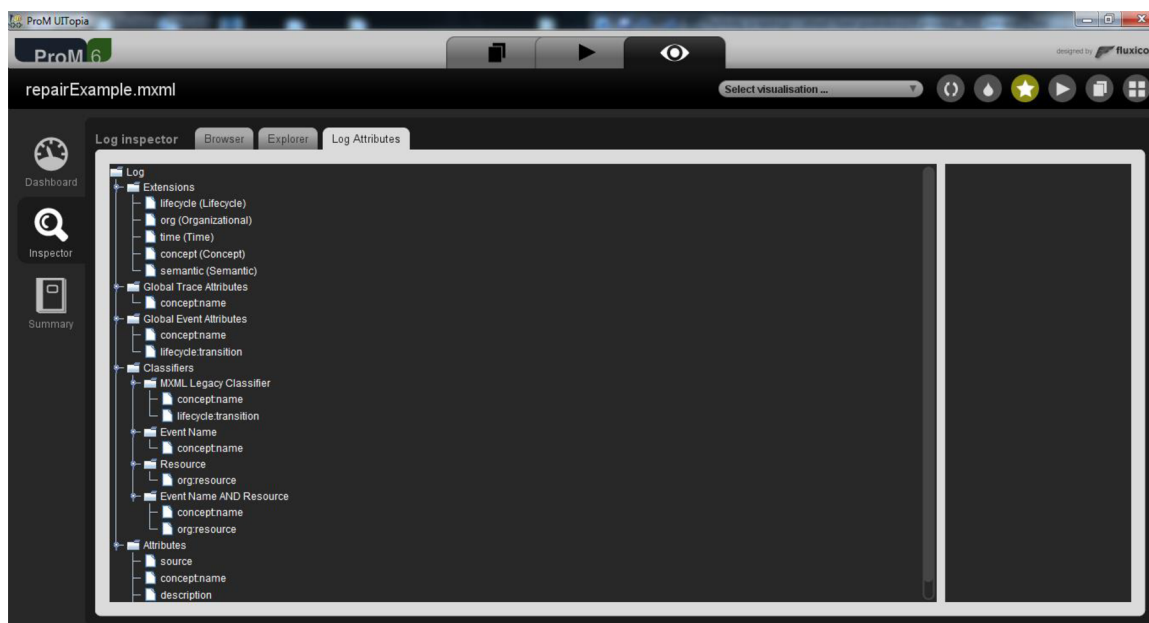 ProM UITopia
ProM 6
designed by fluxico
repairExample.mxml
Select visualisation ...
Log inspector Browser Explorer Log Attributes
Dashboard
Inspector
Summary
Log
Extensions
lifecycle (Lifecycle)
org (Organizational)
time (Time)
concept (Concept)
semantic (Semantic)
Global Trace Attributes
concept:name
Global Event Attributes
concept:name
lifecycle:transition
Classifiers
MXML Legacy Classifier
concept:name
lifecycle:transition
Event Name
concept:name
Resource
org:resource
Event Name AND Resource
concept:name
org:resource
Attributes
source
concept:name
description